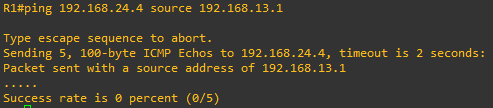 R1#ping 192.168.24.4 source 192.168.13.1
Type escape sequence to abort.
Sending 5, 100-byte ICMP Echos to 192.168.24.4, timeout is 2 seconds:
Packet sent with a source address of 192.168.13.1
.....
Success rate is 0 percent (0/5)